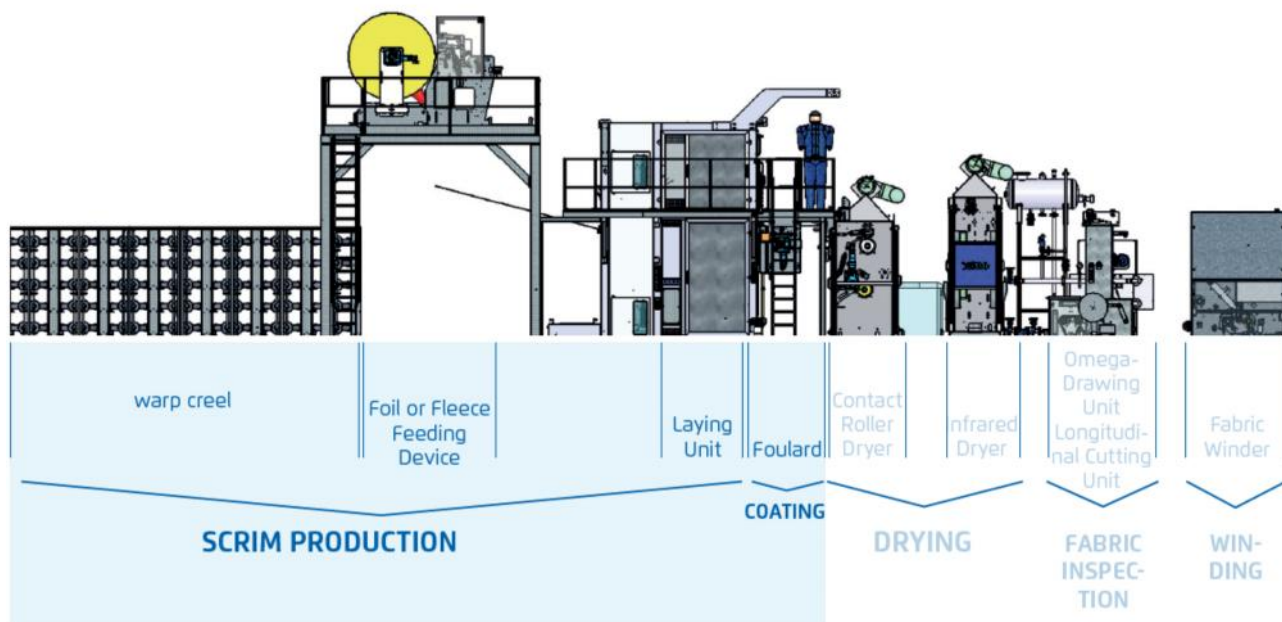 warp creel
Foil or Fleece
Feeding
Device
Laying
Unit
Foulard
Contact
Roller
Dryer
Infrared
Dryer
Omega-
Drawing
Unit
Longitudi-
nal Cutting
Unit
Fabric
Winder
SCRIM PRODUCTION
COATING
DRYING
FABRIC
INSPEC-
TION
WIN-
DING